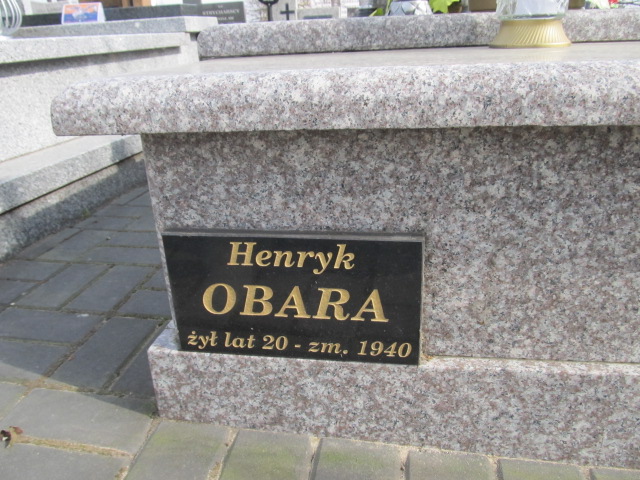 Henryk
OBARA
żył lat 20 - zm. 1940